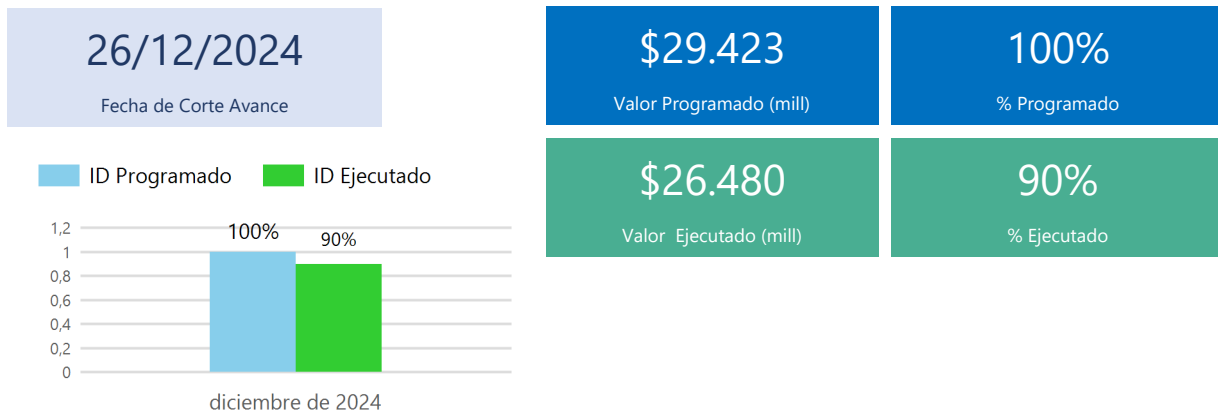 26/12/2024
Fecha de Corte Avance
$29.423
Valor Programado (mill)
100%
% Programado
$26.480
Valor  Ejecutado (mill)
90%
% Ejecutado
ID Programado
ID Ejecutado
1,2
1
0,8
0,6
0,4
0,2
0
100%
90%
diciembre de 2024